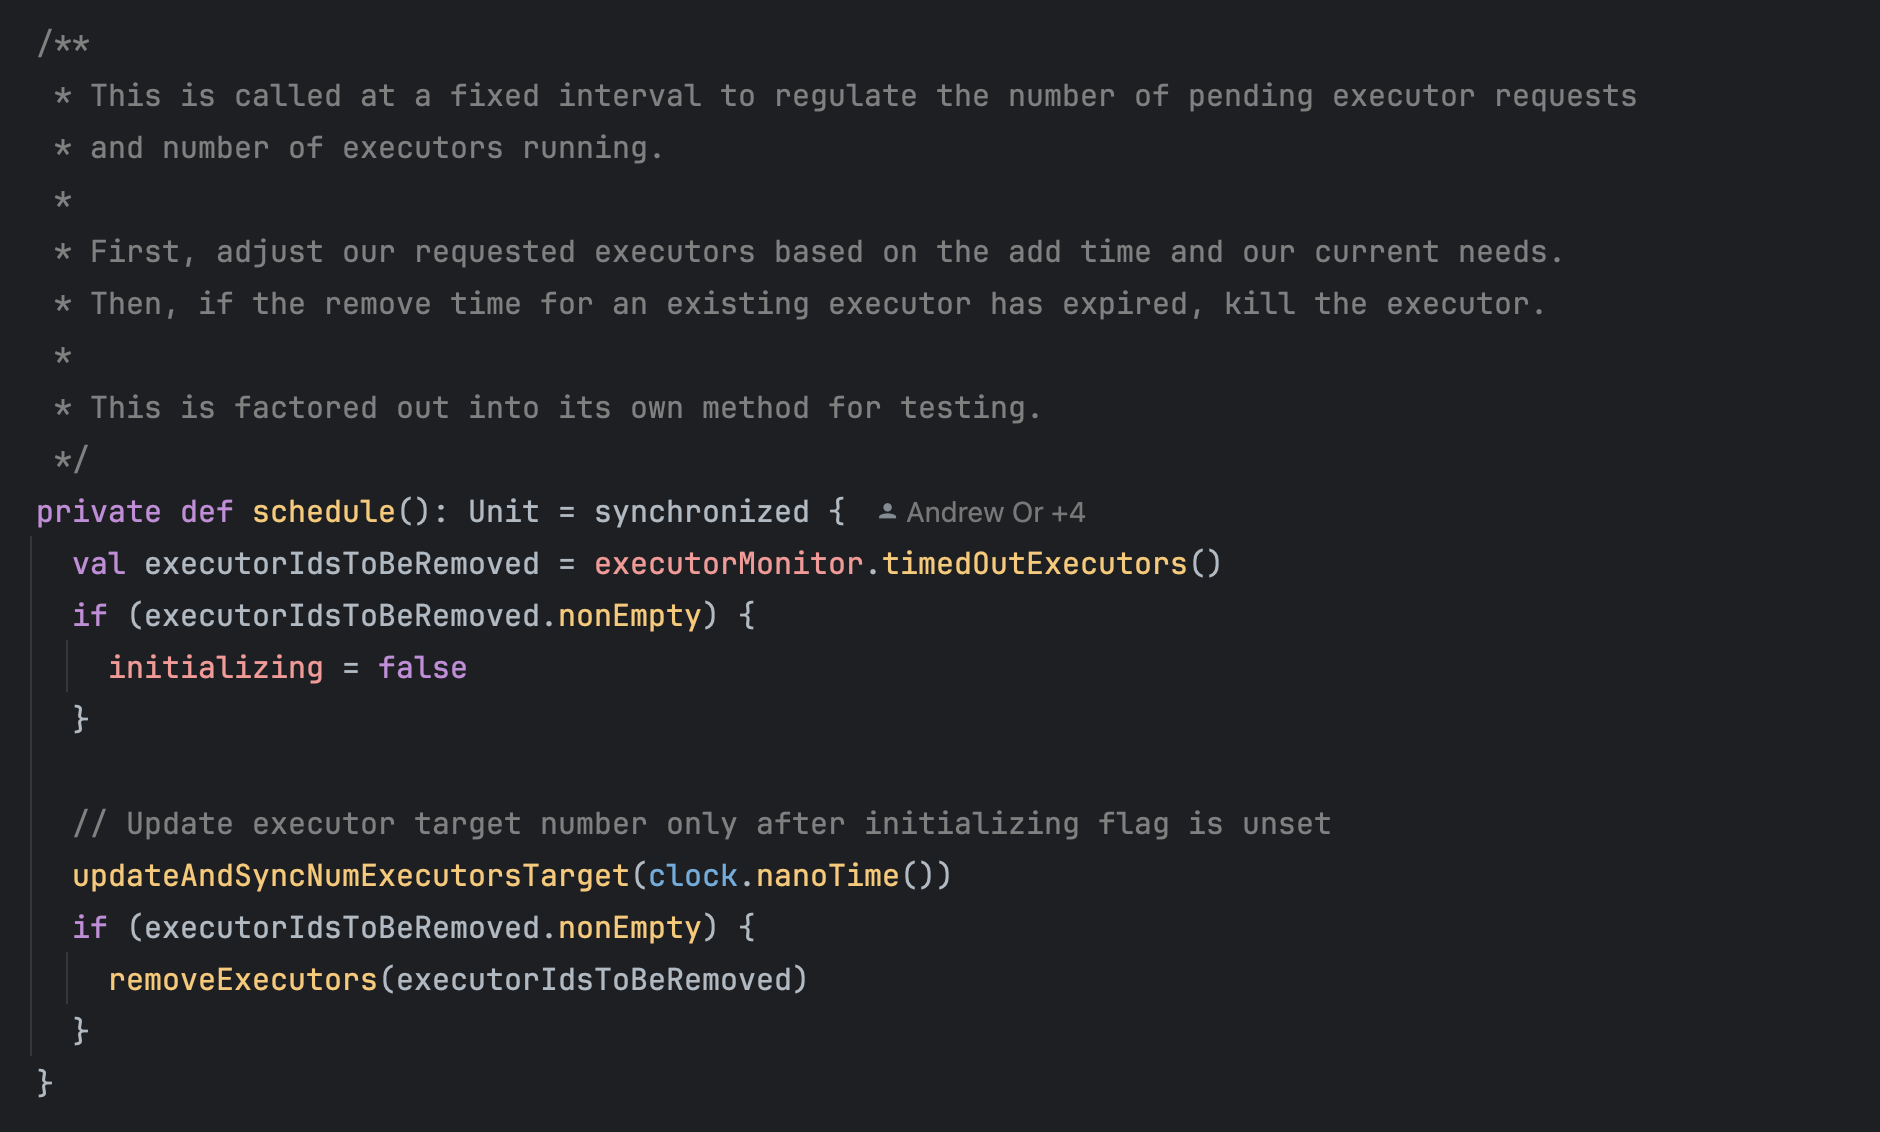 /**
 * This is called at a fixed interval to regulate the number of pending executor requests
 * and number of executors running.
 *
 * First, adjust our requested executors based on the add time and our current needs.
 * Then, if the remove time for an existing executor has expired, kill the executor.
 *
 * This is factored out into its own method for testing.
 */
private def schedule(): Unit = synchronized { Andrew Or +4
  val executorIdsToBeRemoved = executorMonitor.timedOutExecutors()
  if (executorIdsToBeRemoved.nonEmpty) {
    initializing = false
  }

  // Update executor target number only after initializing flag is unset
  updateAndSyncNumExecutorsTarget(clock.nanoTime())
  if (executorIdsToBeRemoved.nonEmpty) {
    removeExecutors(executorIdsToBeRemoved)
  }
}